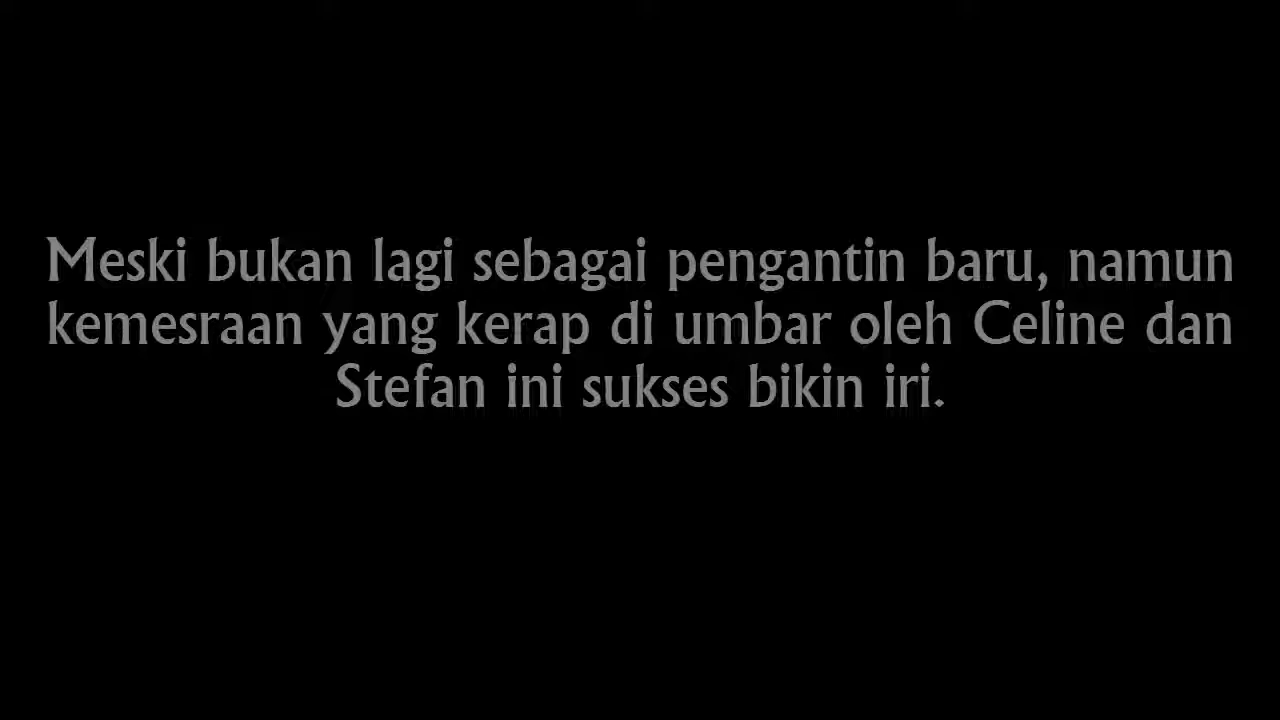 Meski bukan lagi sebagai pengantin baru, namun
kemesraan yang kerap di umbar oleh Celine dan
Stefan ini sukses bikin iri.